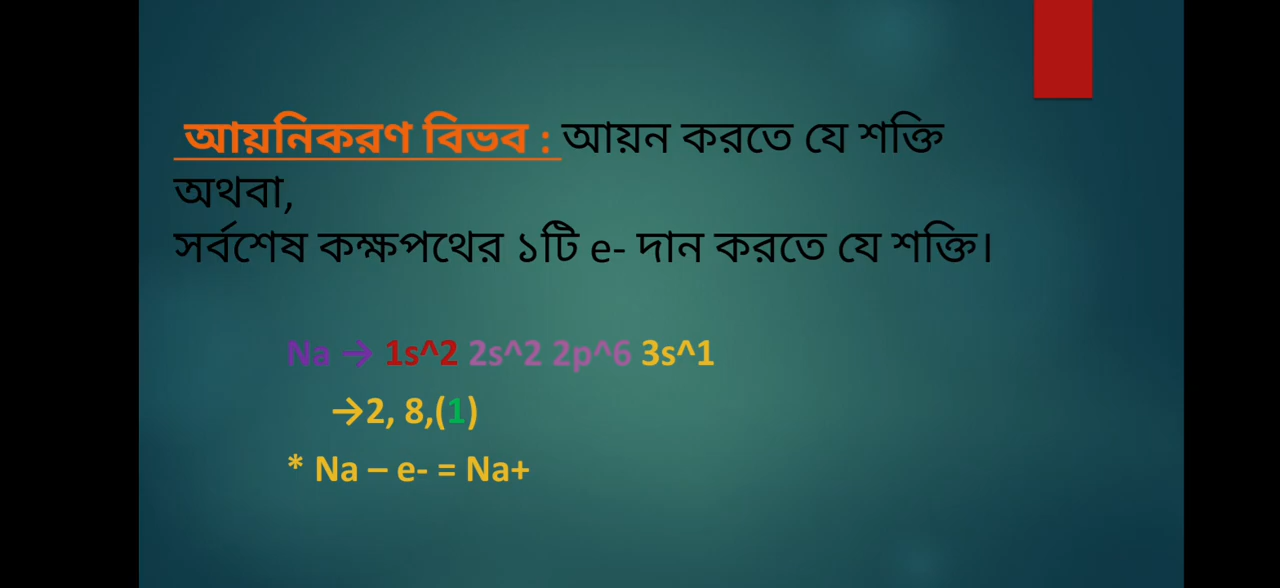 আয়নিকরণ বিভব : আয়ন করতে যে শক্তি
অথবা,
সর্বশেষ কক্ষপথের ১টি e- দান করতে যে শক্তি।
Na → 1s^2 2s^2 2p^6 3s^1
→2, 8,(1)
* Na – e- = Na+